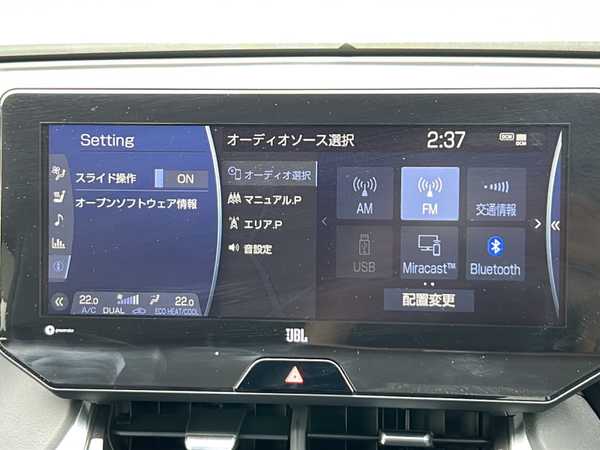 Setting
スライド操作 ON
オープンソフトウェア情報
22.0 22.0
A/C DUAL ECO HEAT/COOL
オーディオソース選択
2:37
DCM
オーディオ選択
マニュアル.P
エリア.P
音設定
AM
FM
交通情報
USB
Miracast™
Bluetooth
配置変更
JBL